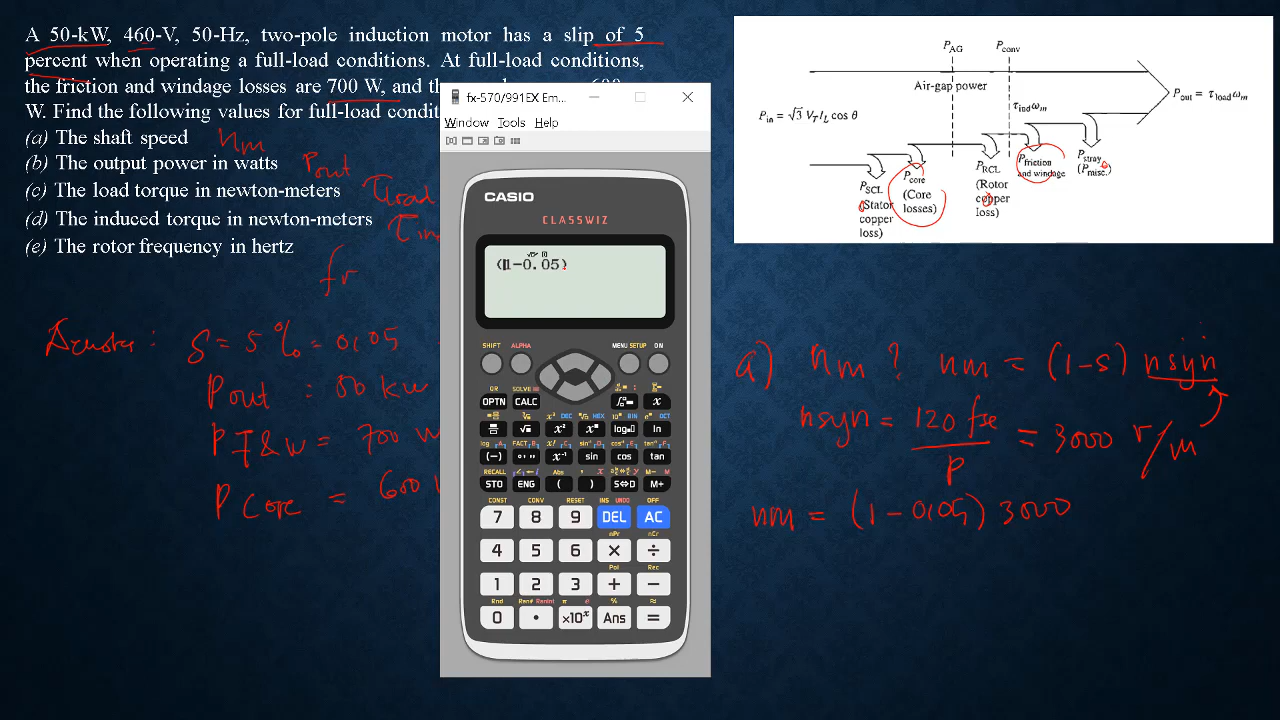 A 50-kW, 460-V, 50-Hz, two-pole induction motor has a slip of 5
percent when operating at full-load conditions. At full-load conditions,
the friction and windage losses are 700 W, and
W. Find the following values for full-load
(a) The shaft speed nm
(b) The output power in watts Pout
(c) The load torque in newton-meters τload
(d) The induced torque in newton-meters
(e) The rotor frequency in hertz
fr
s = 5 % = 0,05
Pout = 50 kw
P F&W = 700 W
P core = 600
fx-570/991EX Em...
Window Tools Help
CASIO
CLASSWIZ
(1-0.05)
SHIFT ALPHA MENU SETUP ON
OPTN CALC
STO ENG ( ) S⇔D M+
7 8 9 DEL AC
4 5 6 × ÷
1 2 3 + −
0 • ×10ˣ Ans =
PAG Pconv
Air-gap power
Pin = √3 VT IL cos θ
τind ωm
Pout = τload ωm
PSCL
(Stator
copper
loss)
Pcore
(Core
losses)
PRCL
(Rotor
copper
loss)
Pfriction
and windage
Pstray
(Pmisc.)
a) nm ? nm = (1-s) nsyn
nsyn = 120 fse / P = 3000 r/m
nm = (1 - 0,05) 3000